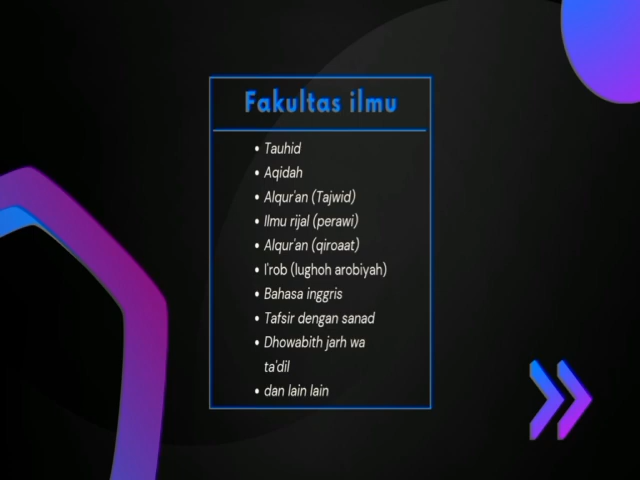 Fakultas ilmu
• Tauhid
• Aqidah
• Alqur'an (Tajwid)
• Ilmu rijal (perawi)
• Alqur'an (qiroaat)
• I'rob (lughoh arobiyah)
• Bahasa inggris
• Tafsir dengan sanad
• Dhowabith jarh wa
ta'dil
• dan lain lain